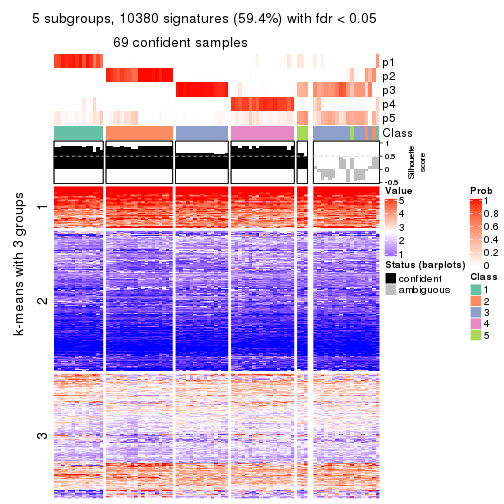 5 subgroups, 10380 signatures (59.4%) with fdr < 0.05
69 confident samples
p1
p2
p3
p4
p5
Class
1
0.5
0
-0.5
Silhouette
score
k-means with 3 groups
1
2
3
Value
5
4
3
2
1
Status (barplots)
confident
ambiguous
Prob
1
0.8
0.6
0.4
0.2
0
Class
1
2
3
4
5